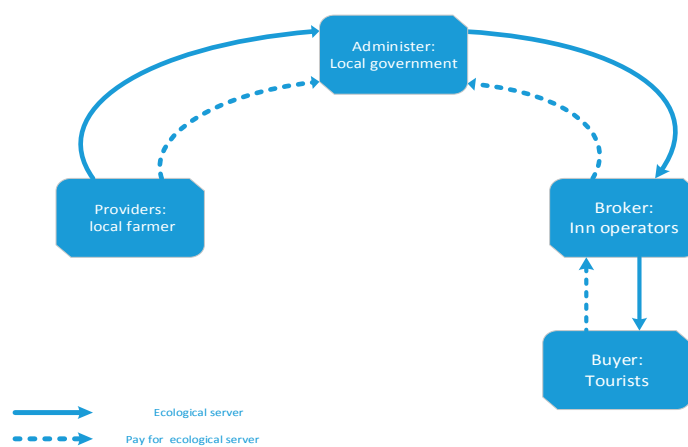 Administer:
Local government
Providers:
local farmer
Broker:
Inn operators
Buyer:
Tourists
Ecological server
Pay for ecological server